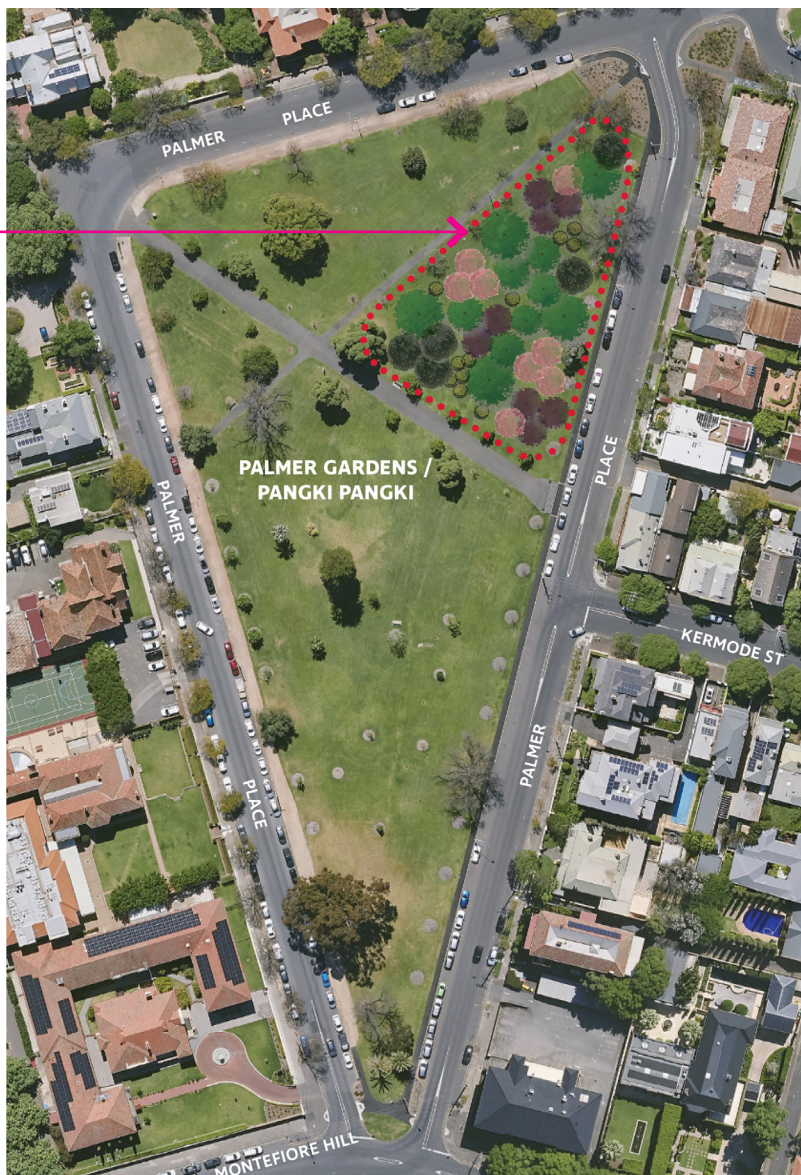 PALMER PLACE
PALMER GARDENS /
PANGKI PANGKI
PALMER
PLACE
PLACE
KERMODE ST
PALMER
MONTEFIORE HILL